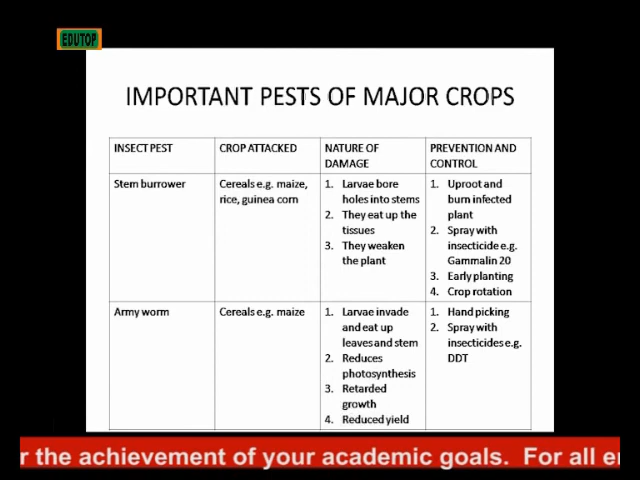 EDUTOP
IMPORTANT PESTS OF MAJOR CROPS
INSECT PEST
CROP ATTACKED
NATURE OF
DAMAGE
PREVENTION AND
CONTROL
Stem burrower
Cereals e.g. maize,
rice, guinea corn
1. Larvae bore
holes into stems
2. They eat up the
tissues
3. They weaken
the plant
1. Uproot and
burn infected
plant
2. Spray with
insecticide e.g.
Gammalin 20
3. Early planting
4. Crop rotation
Army worm
Cereals e.g. maize
1. Larvae invade
and eat up
leaves and stem
2. Reduces
photosynthesis
3. Retarded
growth
4. Reduced yield
1. Hand picking
2. Spray with
insecticides e.g.
DDT
r the achievement of your academic goals. For all e